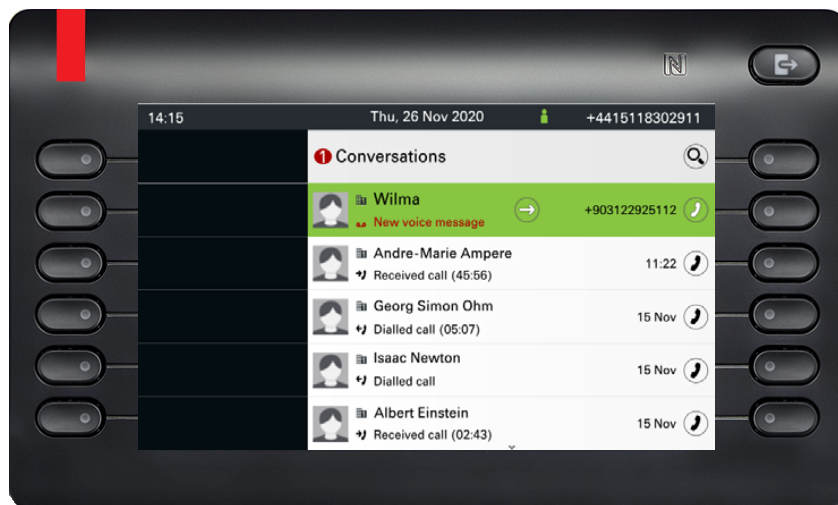 14:15 Thu, 26 Nov 2020 +4415118302911
1 Conversations
Wilma +903122925112
New voice message
Andre-Marie Ampere 11:22
Received call (45:56)
Georg Simon Ohm 15 Nov
Dialled call (05:07)
Isaac Newton 15 Nov
Dialled call
Albert Einstein 15 Nov
Received call (02:43)